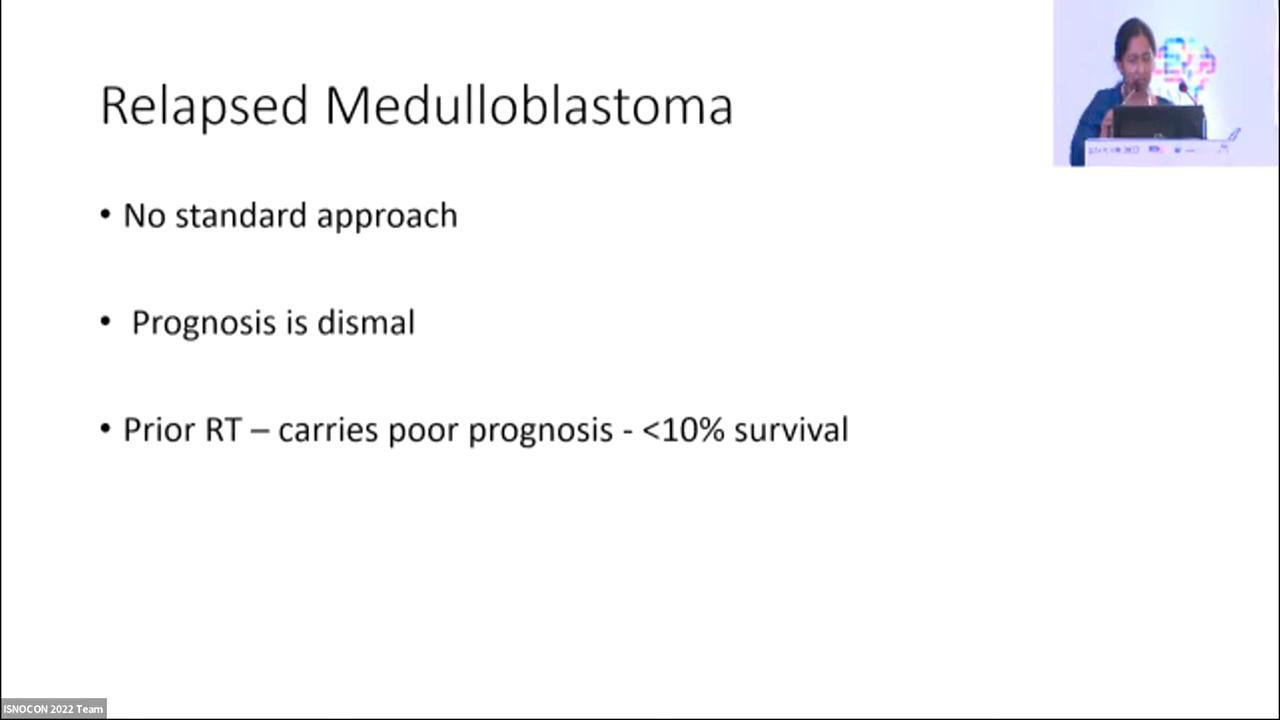 Relapsed Medulloblastoma
• No standard approach
• Prognosis is dismal
• Prior RT – carries poor prognosis - <10% survival
ISNOCON 2022 Team